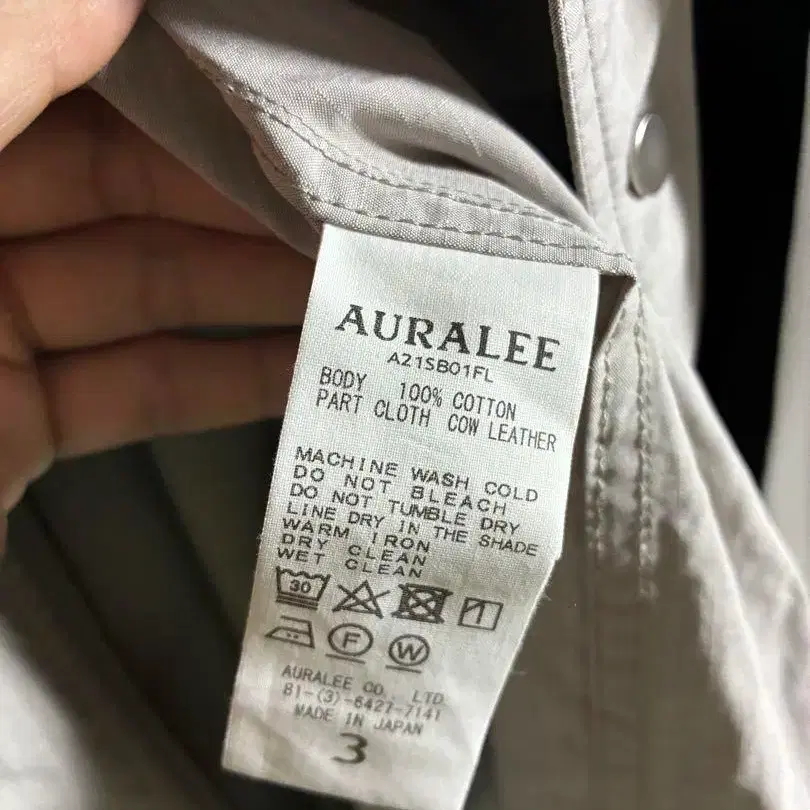 AURALEE
A21SB01FL
BODY 100% COTTON
PART CLOTH COW LEATHER
MACHINE WASH COLD
DO NOT BLEACH
DO NOT TUMBLE DRY
LINE DRY IN THE SHADE
WARM IRON
DRY CLEAN
WET CLEAN
30
F W
AURALEE CO., LTD.
81-(3)-6427-7141
MADE IN JAPAN
3